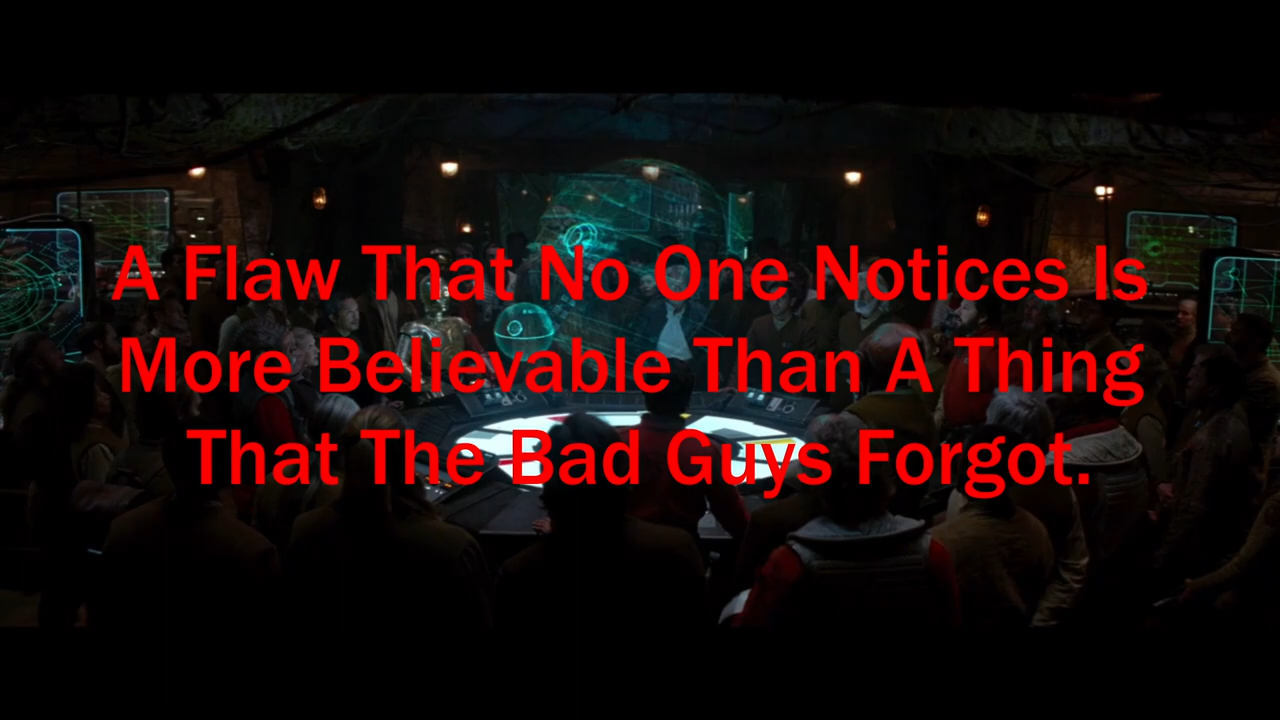 A Flaw That No One Notices Is
More Believable Than A Thing
That The Bad Guys Forgot.